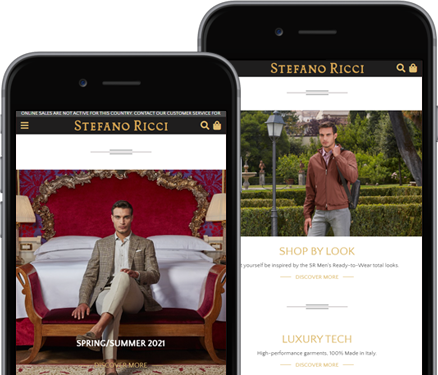 ONLINE SALES ARE NOT ACTIVE FOR THIS COUNTRY. CONTACT OUR CUSTOMER SERVICE FOR
STEFANO RICCI
SPRING/SUMMER 2021
DISCOVER MORE
STEFANO RICCI
SHOP BY LOOK
t yourself be inspired by the SR Men's Ready-to-Wear total looks.
DISCOVER MORE
LUXURY TECH
High-performance garments. 100% Made in Italy
DISCOVER MORE